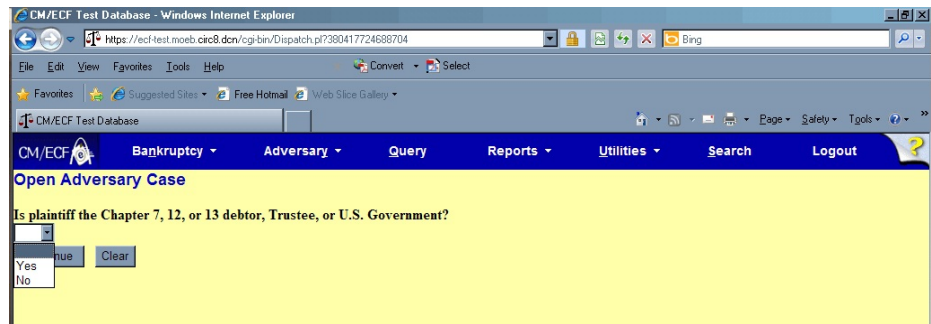 CM/ECF Test Database - Windows Internet Explorer
https://ecf-test.moeb.circ8.dcn/cgi-bin/Dispatch.pl?380417724688704 Bing
File Edit View Favorites Tools Help Convert Select
Favorites Suggested Sites Free Hotmail Web Slice Gallery
CM/ECF Test Database Page Safety Tools »
CM/ECF Bankruptcy Adversary Query Reports Utilities Search Logout ?
Open Adversary Case
Is plaintiff the Chapter 7, 12, or 13 debtor, Trustee, or U.S. Government?
nue Clear
Yes
No